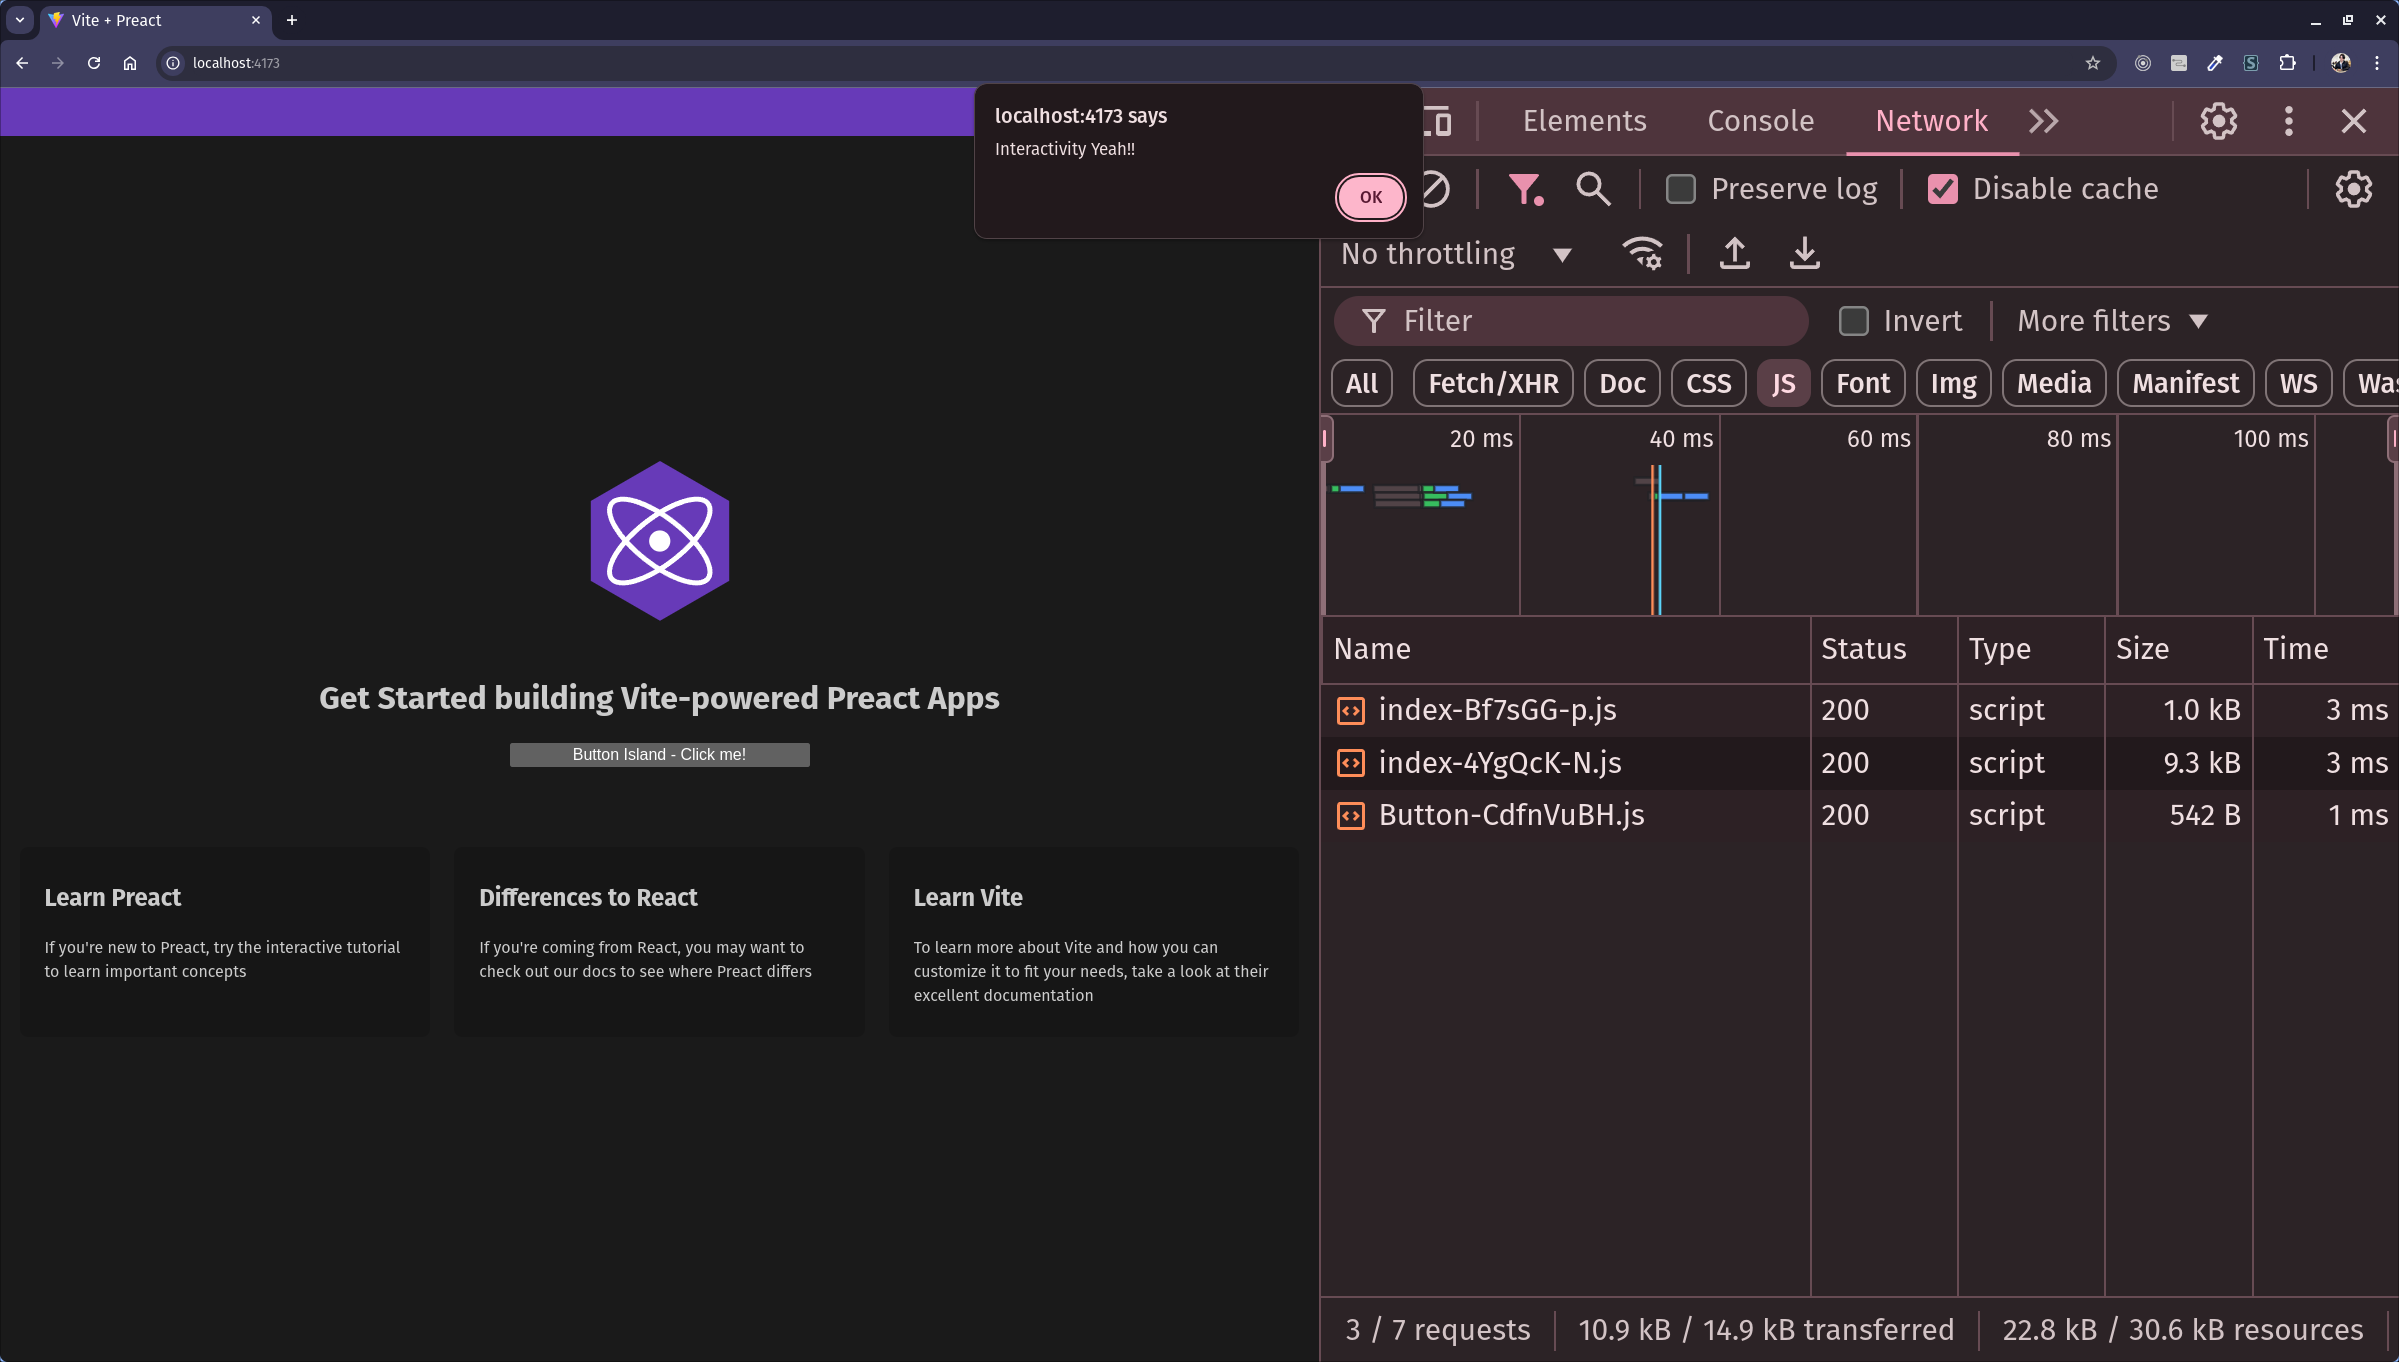 Vite + Preact
localhost:4173
localhost:4173 says
Interactivity Yeah!!
OK
Elements Console Network
Preserve log Disable cache
No throttling
Filter Invert More filters
All Fetch/XHR Doc CSS JS Font Img Media Manifest WS
20 ms 40 ms 60 ms 80 ms 100 ms
Name Status Type Size Time
index-Bf7sGG-p.js 200 script 1.0 kB 3 ms
index-4YgQcK-N.js 200 script 9.3 kB 3 ms
Button-CdfnVuBH.js 200 script 542 B 1 ms
3 / 7 requests 10.9 kB / 14.9 kB transferred 22.8 kB / 30.6 kB resources
Get Started building Vite-powered Preact Apps
Button Island - Click me!
Learn Preact
If you're new to Preact, try the interactive tutorial
to learn important concepts
Differences to React
If you're coming from React, you may want to
check out our docs to see where Preact differs
Learn Vite
To learn more about Vite and how you can
customize it to fit your needs, take a look at their
excellent documentation